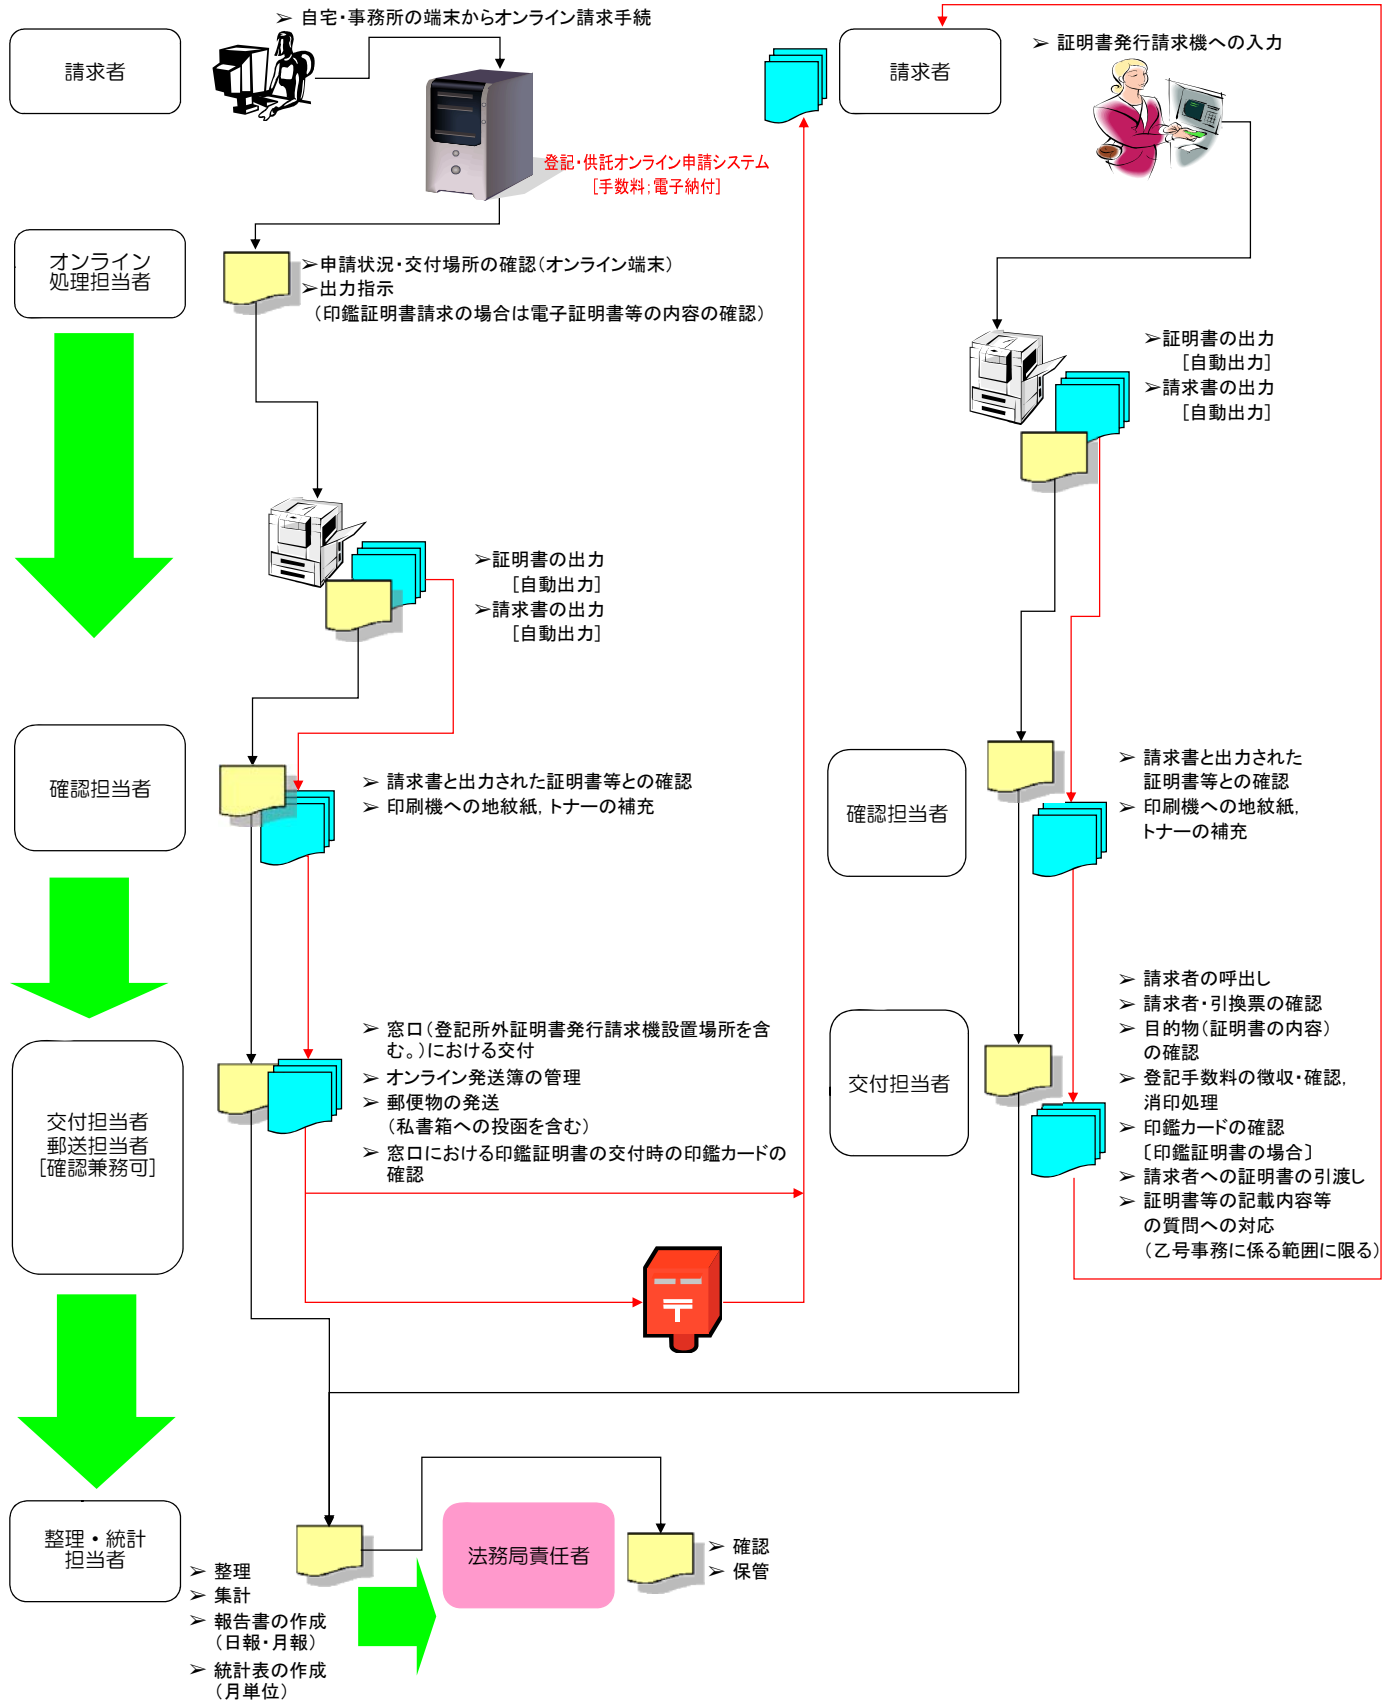 ➢ 自宅・事務所の端末からオンライン請求手続
請求者
登記・供託オンライン申請システム
［手数料；電子納付］
請求者
➢ 証明書発行請求機への入力
オンライン
処理担当者
➢申請状況・交付場所の確認（オンライン端末）
➢出力指示
（印鑑証明書請求の場合は電子証明書等の内容の確認）
➢証明書の出力
［自動出力］
➢請求書の出力
［自動出力］
➢証明書の出力
［自動出力］
➢請求書の出力
［自動出力］
確認担当者
➢ 請求書と出力された証明書等との確認
➢ 印刷機への地紋紙，トナーの補充
確認担当者
➢ 請求書と出力された
証明書等との確認
➢ 印刷機への地紋紙，
トナーの補充
交付担当者
郵送担当者
［確認兼務可］
➢ 窓口（登記所外証明書発行請求機設置場所を含
む。）における交付
➢ オンライン発送簿の管理
➢ 郵便物の発送
（私書箱への投函を含む）
➢ 窓口における印鑑証明書の交付時の印鑑カードの
確認
交付担当者
➢ 請求者の呼出し
➢ 請求者・引換票の確認
➢ 目的物（証明書の内容）
の確認
➢ 登記手数料の徴収・確認，
消印処理
➢ 印鑑カードの確認
〔印鑑証明書の場合〕
➢ 請求者への証明書の引渡し
➢ 証明書等の記載内容等
の質問への対応
（乙号事務に係る範囲に限る）
整理・統計
担当者
➢ 整理
➢ 集計
➢ 報告書の作成
（日報・月報）
➢ 統計表の作成
（月単位）
法務局責任者
➢ 確認
➢ 保管